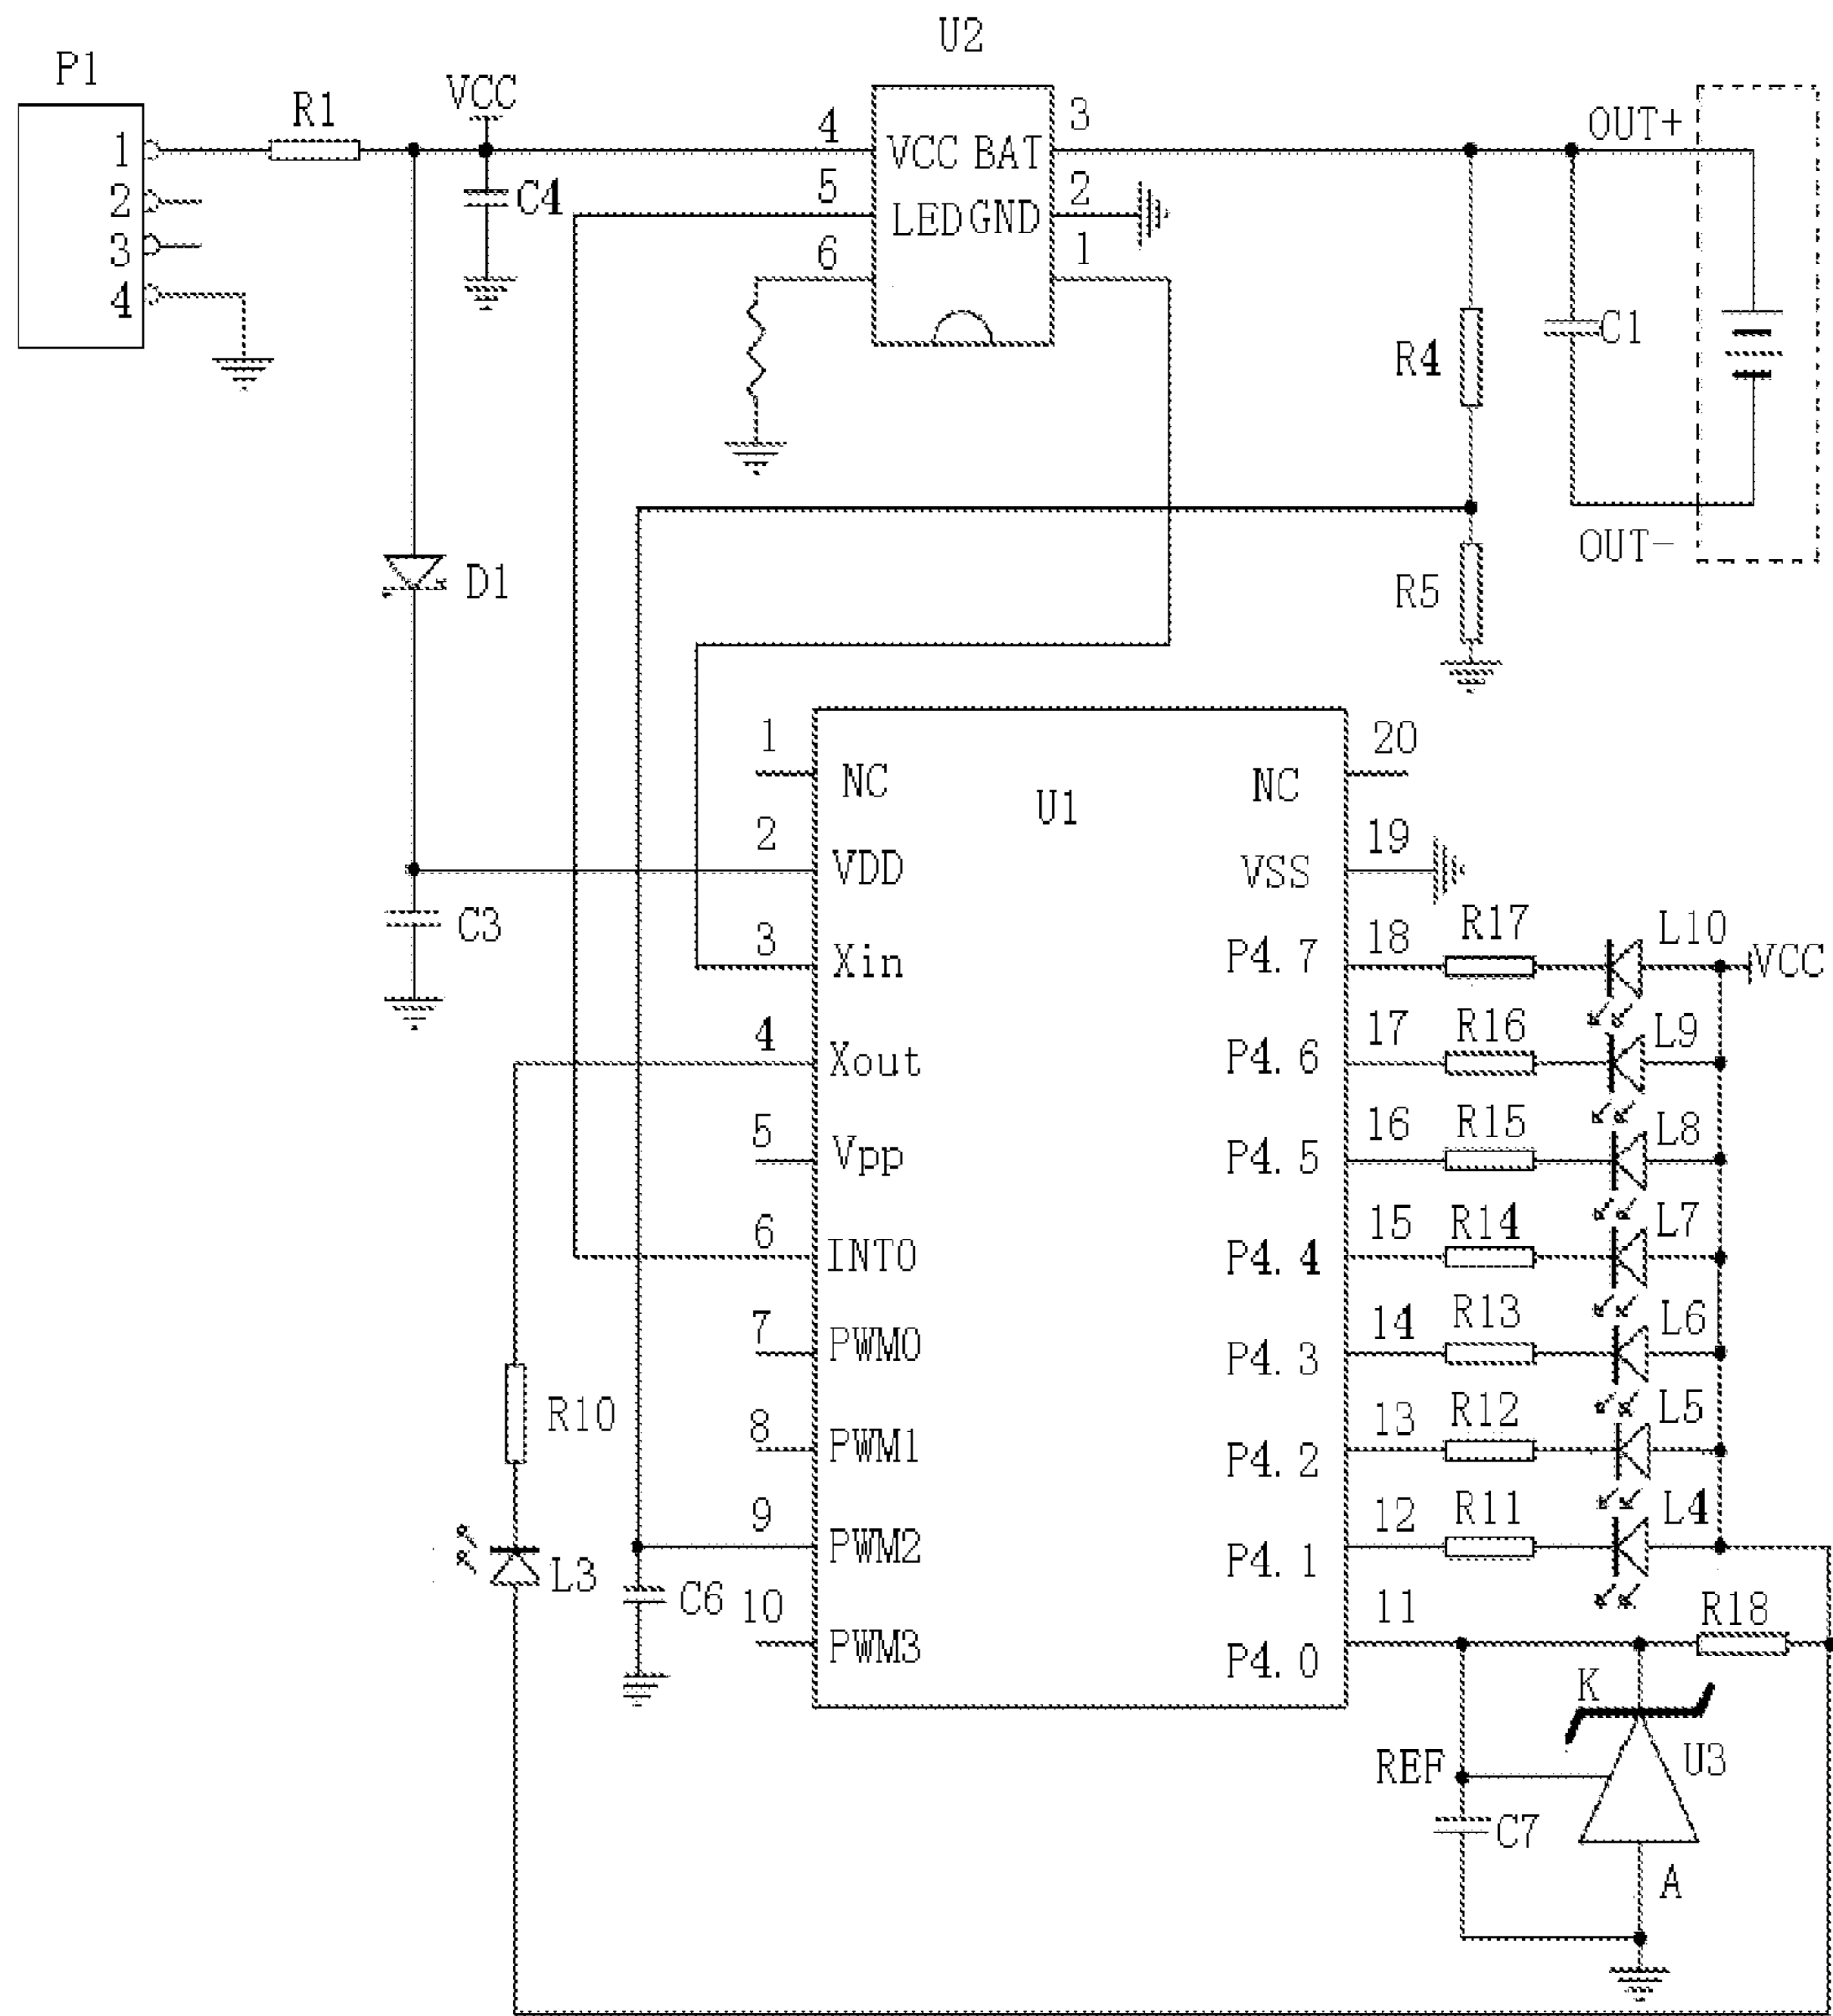 U2
P1
R1
VCC
1
2
3
4
C4
4
5
6
VCC BAT
LED GND
3
2
1
OUT+
R4
C1
OUT-
R5
D1
C3
U1
1
NC
2
VDD
3
Xin
4
Xout
5
Vpp
6
INT0
7
PWM0
8
PWM1
9
PWM2
10
PWM3
20
NC
19
VSS
18
P4.7
17
P4.6
16
P4.5
15
P4.4
14
P4.3
13
P4.2
12
P4.1
11
P4.0
R17
L10
VCC
R16
L9
R15
L8
R14
L7
R13
L6
R12
L5
R11
L4
R18
R10
L3
C6
K
REF
U3
C7
A